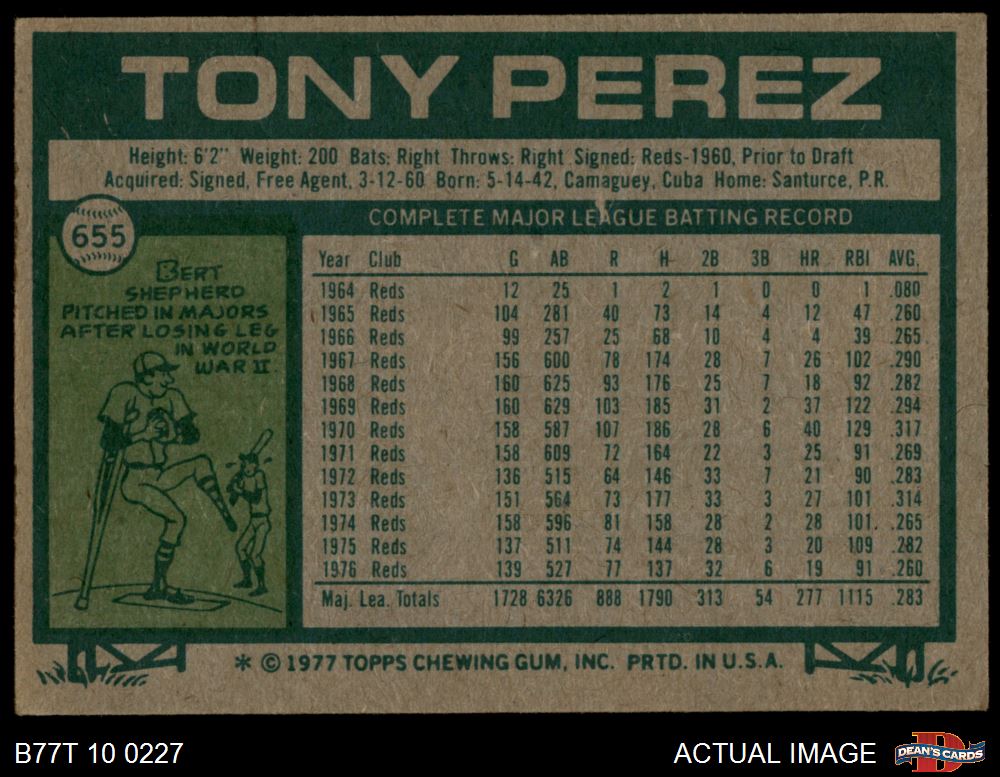 TONY PEREZ
Height: 6'2" Weight: 200 Bats: Right Throws: Right Signed: Reds-1960, Prior to Draft
Acquired: Signed, Free Agent, 3-12-60 Born: 5-14-42, Camaguey, Cuba Home: Santurce, P.R.
655
BERT
SHEPHERD
PITCHED IN MAJORS
AFTER LOSING LEG
IN WORLD
WAR II.
COMPLETE MAJOR LEAGUE BATTING RECORD
Year Club G AB R H 2B 3B HR RBI AVG.
1964 Reds 12 25 1 2 1 0 0 1 .080
1965 Reds 104 281 40 73 14 4 12 47 .260
1966 Reds 99 257 25 68 10 4 4 39 .265
1967 Reds 156 600 78 174 28 7 26 102 .290
1968 Reds 160 625 93 176 25 7 18 92 .282
1969 Reds 160 629 103 185 31 2 37 122 .294
1970 Reds 158 587 107 186 28 6 40 129 .317
1971 Reds 158 609 72 164 22 3 25 91 .269
1972 Reds 136 515 64 146 33 7 21 90 .283
1973 Reds 151 564 73 177 33 3 27 101 .314
1974 Reds 158 596 81 158 28 2 28 101 .265
1975 Reds 137 511 74 144 28 3 20 109 .282
1976 Reds 139 527 77 137 32 6 19 91 .260
Maj. Lea. Totals 1728 6326 888 1790 313 54 277 1115 .283
* © 1977 TOPPS CHEWING GUM, INC. PRTD. IN U.S.A.
B77T 10 0227
ACTUAL IMAGE
D
DEAN'S CARDS